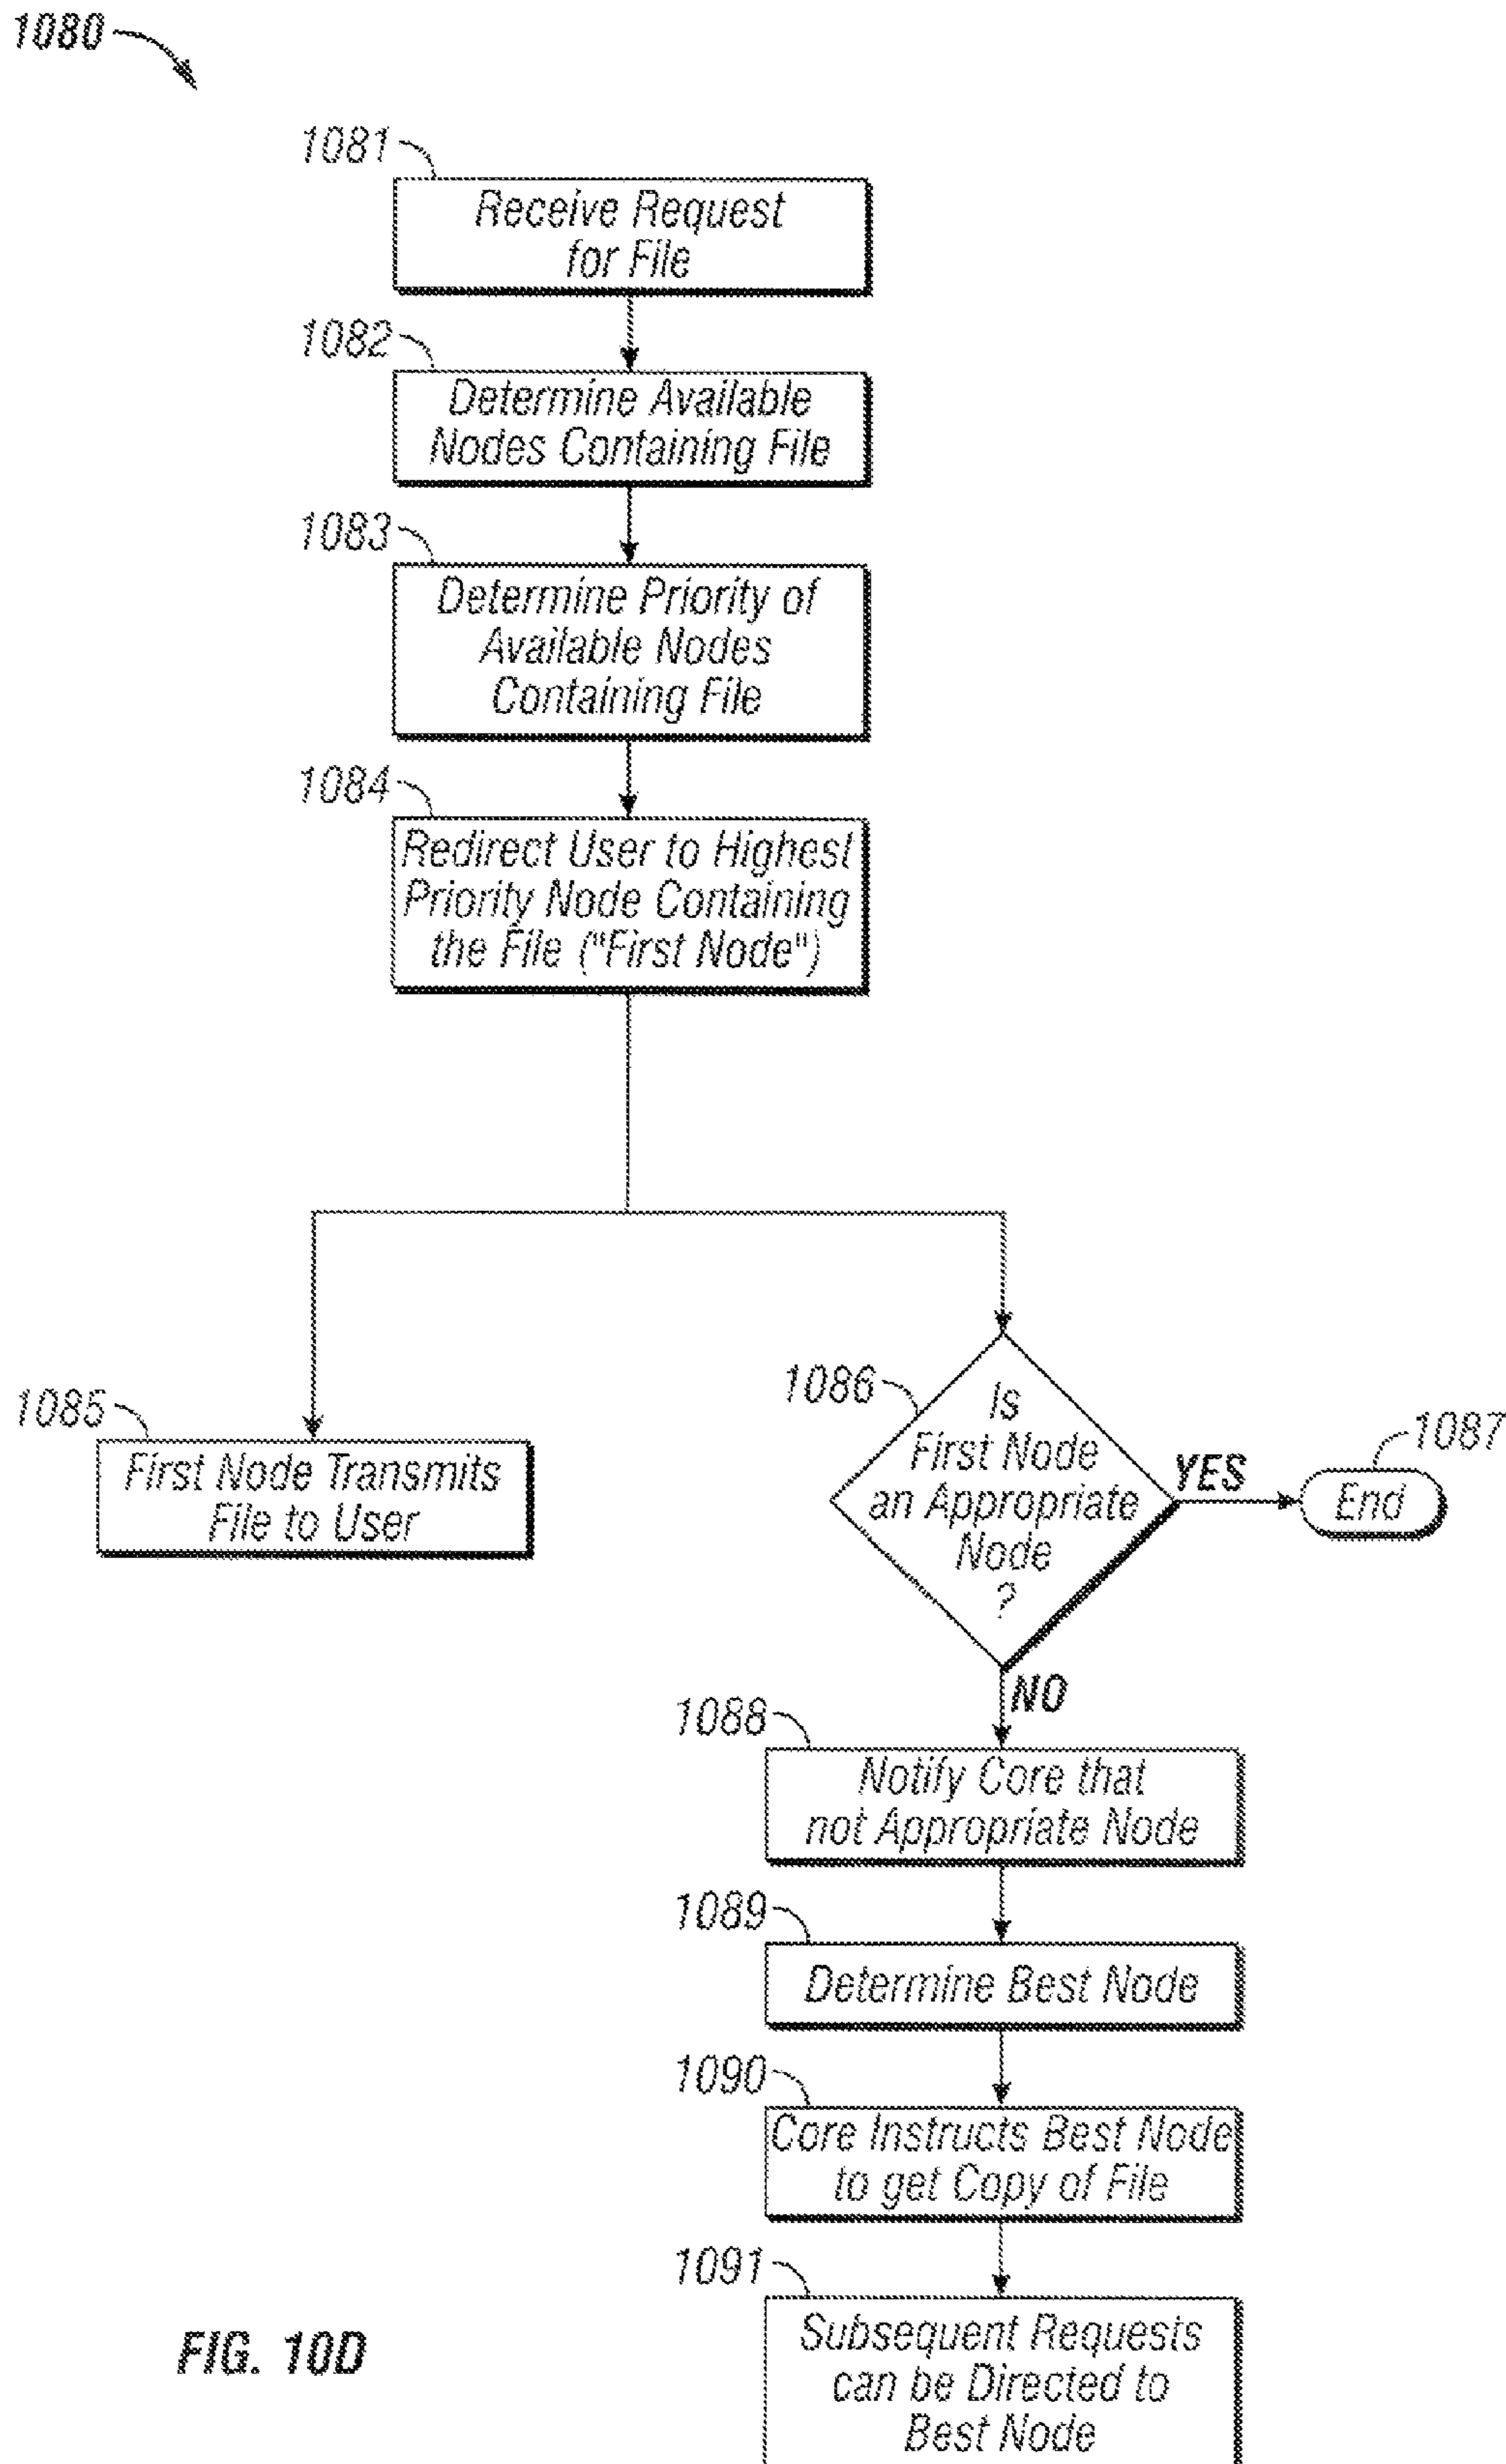 1080
1081
Receive Request
for File
1082
Determine Available
Nodes Containing File
1083
Determine Priority of
Available Nodes
Containing File
1084
Redirect User to Highest
Priority Node Containing
the File ("First Node")
1085
First Node Transmits
File to User
1086
Is
First Node
an Appropriate
Node
?
YES
1087
End
NO
1088
Notify Core that
not Appropriate Node
1089
Determine Best Node
1090
Core Instructs Best Node
to get Copy of File
1091
Subsequent Requests
can be Directed to
Best Node
FIG. 10D